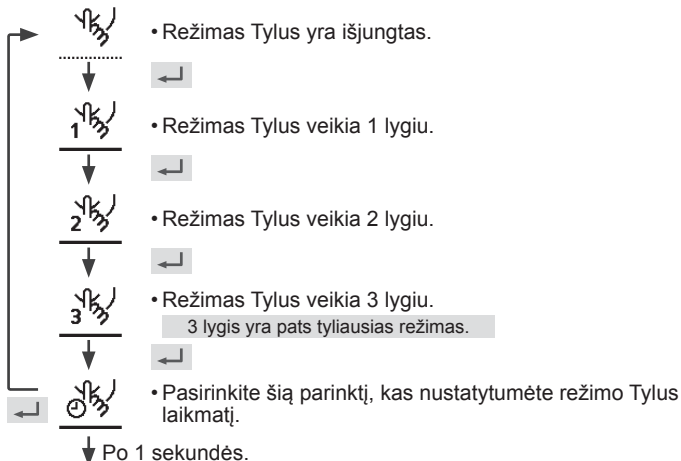 • Režimas Tylus yra išjungtas.
1
• Režimas Tylus veikia 1 lygiu.
2
• Režimas Tylus veikia 2 lygiu.
3
• Režimas Tylus veikia 3 lygiu.
3 lygis yra pats tyliausias režimas.
• Pasirinkite šią parinktį, kas nustatytumėte režimo Tylus
laikmatį.
Po 1 sekundės.